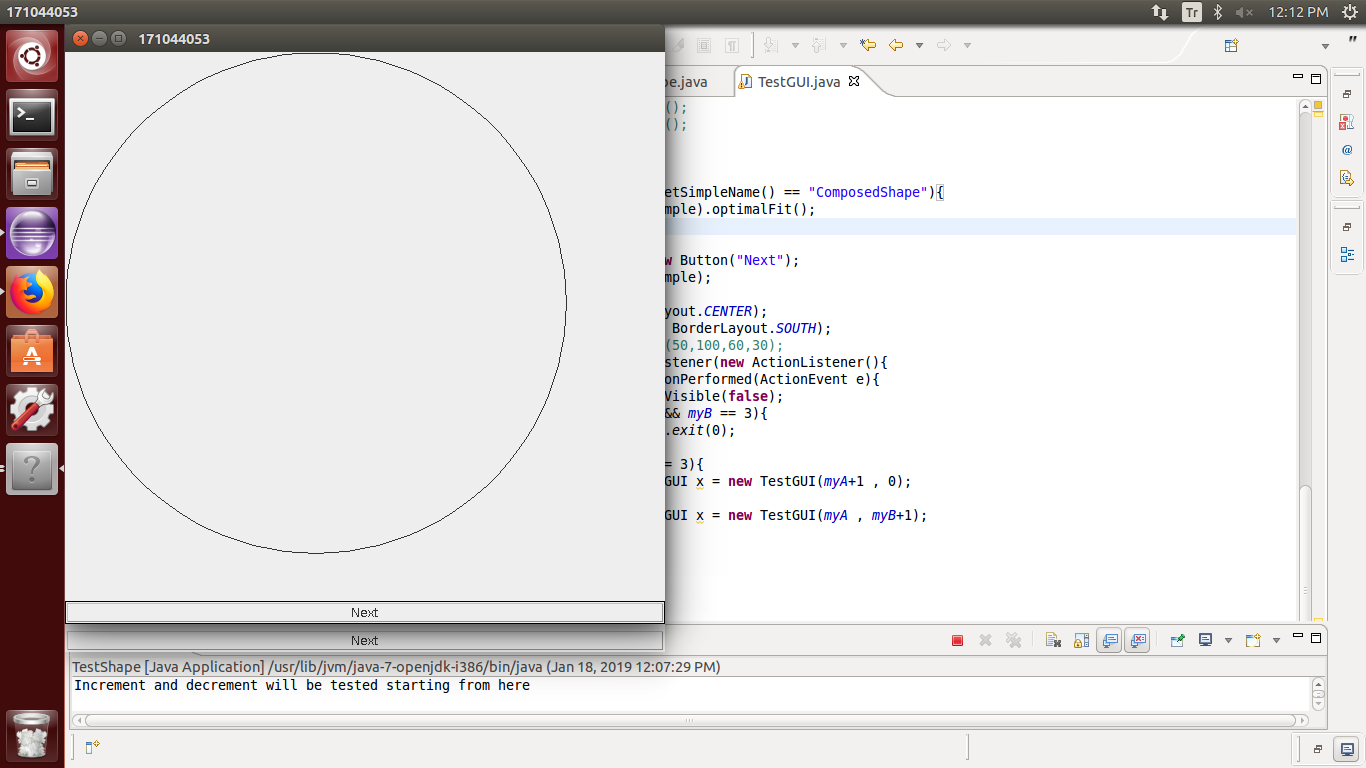 171044053
Tr
12:12 PM
171044053
pe.java
TestGUI.java
();
();
etSimpleName() == "ComposedShape"){
mple).optimalFit();
w Button("Next");
mple);
yout.CENTER);
BorderLayout.SOUTH);
(50,100,60,30);
stener(new ActionListener(){
onPerformed(ActionEvent e){
Visible(false);
&& myB == 3){
.exit(0);
= 3){
GUI x = new TestGUI(myA+1 , 0);
GUI x = new TestGUI(myA , myB+1);
Next
Next
TestShape [Java Application] /usr/lib/jvm/java-7-openjdk-i386/bin/java (Jan 18, 2019 12:07:29 PM)
Increment and decrement will be tested starting from here